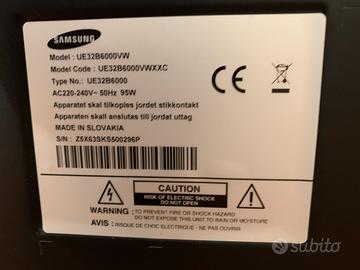 SAMSUNG
Model : UE32B6000VW
Model Code : UE32B6000VWXXC
Type No : UE32B6000
AC220-240V~ 50Hz 95W
Apparatet skal tilkoples jordet stikkontakt
Apparaten skall anslutas till jordat uttag
MADE IN SLOVAKIA
S/N : Z5X63SKS500296P
CE
CAUTION
RISK OF ELECTRIC SHOCK
DO NOT OPEN
WARNING : TO PREVENT FIRE OR SHOCK HAZARD
DO NOT EXPOSE THIS UNIT TO RAIN OR MOISTURE
AVIS : RISQUE DE CHOC ELECTRIQUE - NE PAS OUVRIR
subito